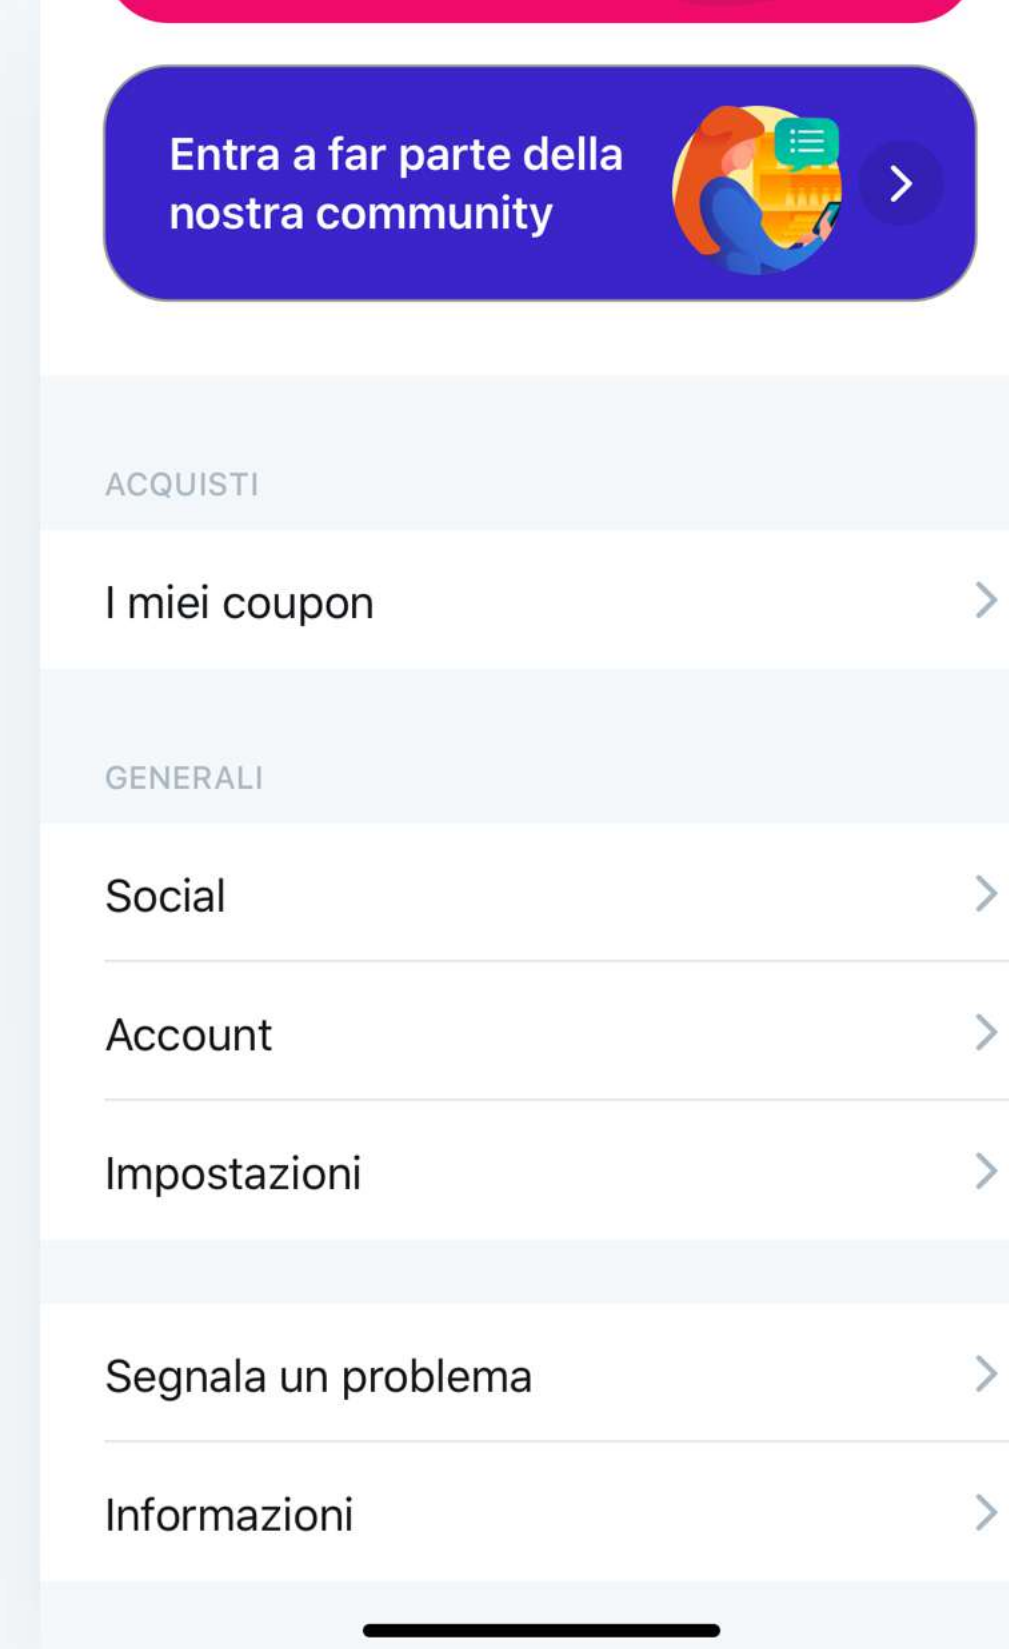 Entra a far parte della
nostra community
ACQUISTI
I miei coupon
GENERALI
Social
Account
Impostazioni
Segnala un problema
Informazioni